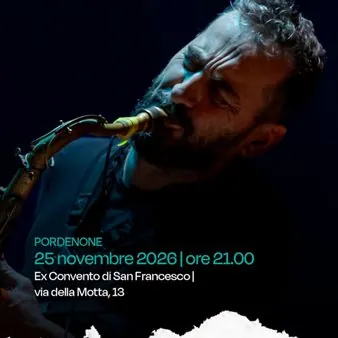 PORDENONE
25 novembre 2026 | ore 21.00
Ex Convento di San Francesco |
via della Motta, 13